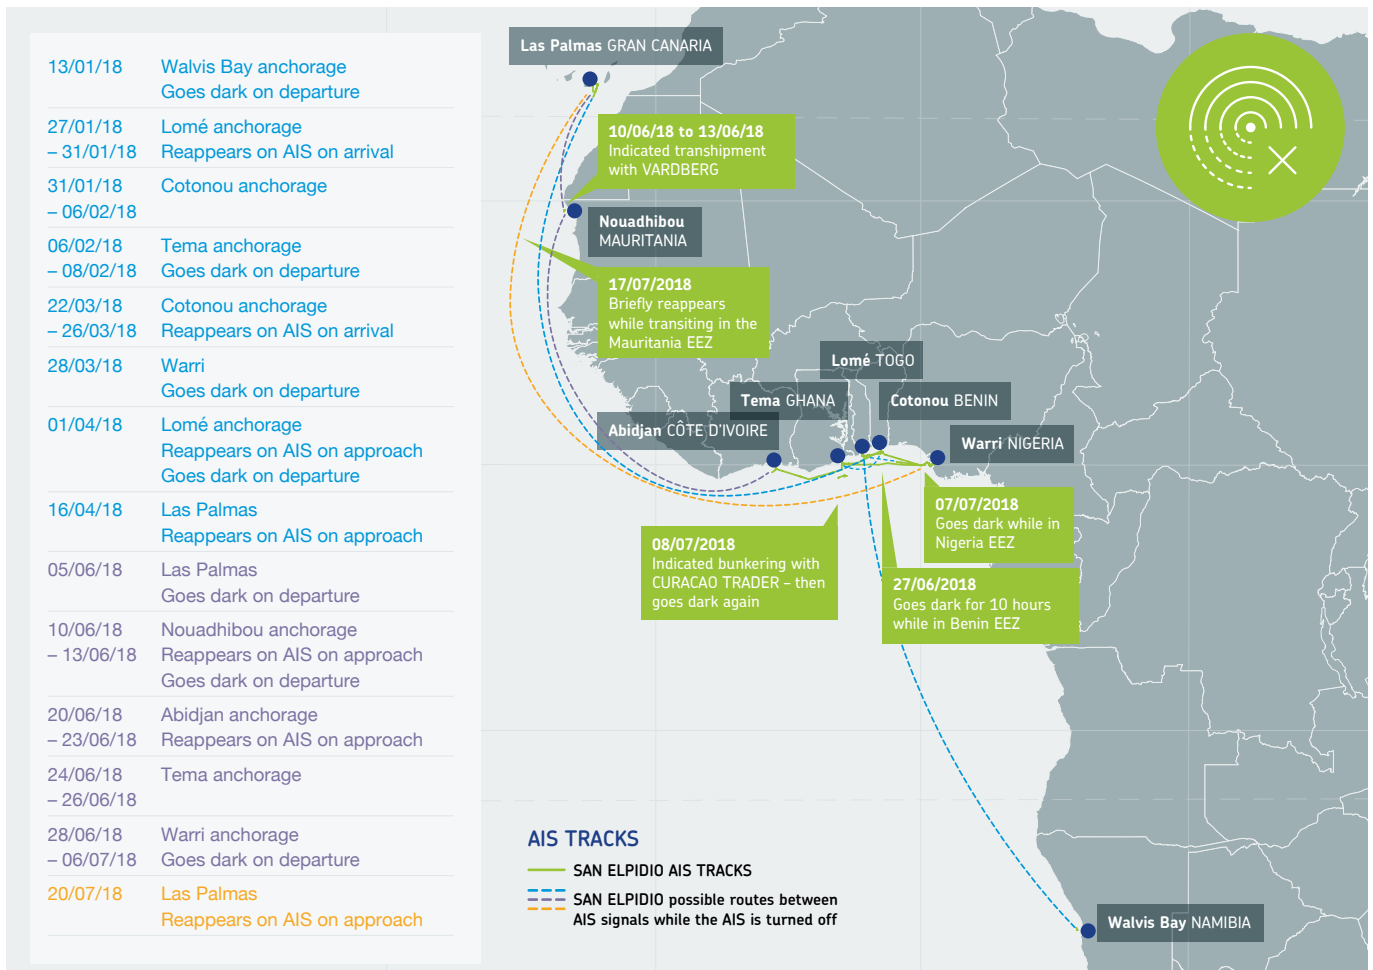 13/01/18 Walvis Bay anchorage
Goes dark on departure
27/01/18 Lomé anchorage
– 31/01/18 Reappears on AIS on arrival
31/01/18 Cotonou anchorage
– 06/02/18
06/02/18 Tema anchorage
– 08/02/18 Goes dark on departure
22/03/18 Cotonou anchorage
– 26/03/18 Reappears on AIS on arrival
28/03/18 Warri
Goes dark on departure
01/04/18 Lomé anchorage
Reappears on AIS on approach
Goes dark on departure
16/04/18 Las Palmas
Reappears on AIS on approach
05/06/18 Las Palmas
Goes dark on departure
10/06/18 Nouadhibou anchorage
– 13/06/18 Reappears on AIS on approach
Goes dark on departure
20/06/18 Abidjan anchorage
– 23/06/18 Reappears on AIS on approach
24/06/18 Tema anchorage
– 26/06/18
28/06/18 Warri anchorage
– 06/07/18 Goes dark on departure
20/07/18 Las Palmas
Reappears on AIS on approach
Las Palmas GRAN CANARIA
10/06/18 to 13/06/18
Indicated transhipment
with VARDBERG
Nouadhibou
MAURITANIA
17/07/2018
Briefly reappears
while transiting in the
Mauritania EEZ
Lomé TOGO
Tema GHANA
Cotonou BENIN
Abidjan CÔTE D'IVOIRE
Warri NIGERIA
07/07/2018
Goes dark while in
Nigeria EEZ
08/07/2018
Indicated bunkering with
CURACAO TRADER – then
goes dark again
27/06/2018
Goes dark for 10 hours
while in Benin EEZ
AIS TRACKS
SAN ELPIDIO AIS TRACKS
SAN ELPIDIO possible routes between
AIS signals while the AIS is turned off
Walvis Bay NAMIBIA